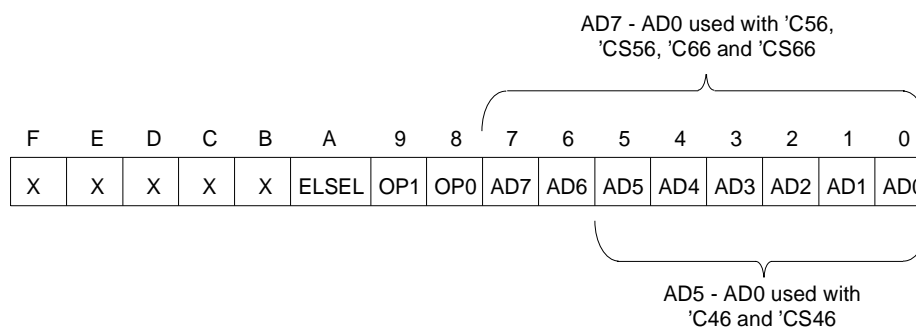 AD7 - AD0 used with 'C56,
'CS56, 'C66 and 'CS66
F E D C B A 9 8 7 6 5 4 3 2 1 0
X X X X X ELSEL OP1 OP0 AD7 AD6 AD5 AD4 AD3 AD2 AD1 AD0
AD5 - AD0 used with
'C46 and 'CS46